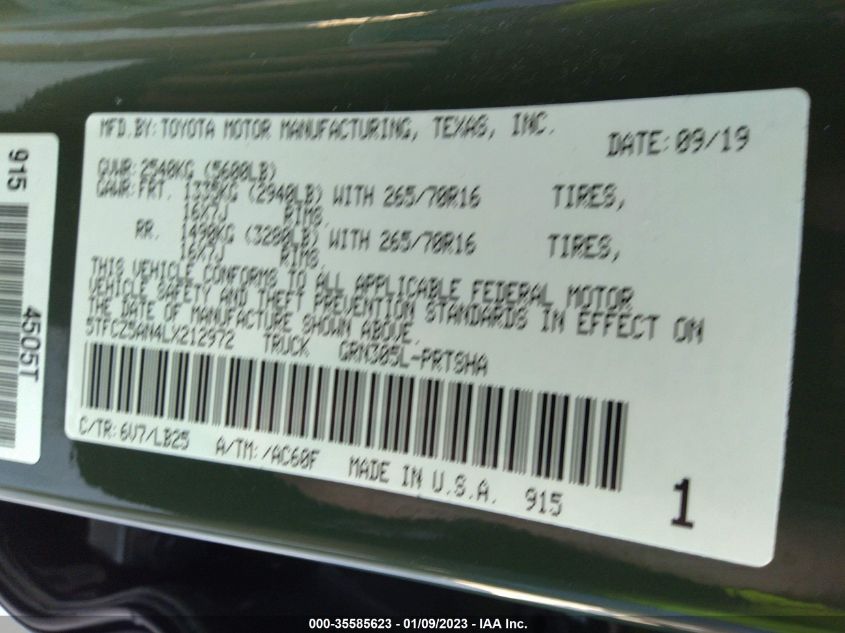 MFD.BY:TOYOTA MOTOR MANUFACTURING, TEXAS, INC.
DATE:09/19
GVWR:2540KG (5600LB)
GAWR:FRT. 1335KG (2940LB) WITH 265/70R16 TIRES,
16X7J RIMS,
RR. 1490KG (3280LB) WITH 265/70R16 TIRES,
16X7J RIMS,
THIS VEHICLE CONFORMS TO ALL APPLICABLE FEDERAL MOTOR
VEHICLE SAFETY AND THEFT PREVENTION STANDARDS IN EFFECT ON
THE DATE OF MANUFACTURE SHOWN ABOVE.
5TFCZ5AN4LX212972 TRUCK GRN305L-PRTSHA
C/TR:6V7/LB25 A/TM:/AC60F MADE IN U.S.A. 915
1
915
4505T
000-35585623 - 01/09/2023 - IAA Inc.